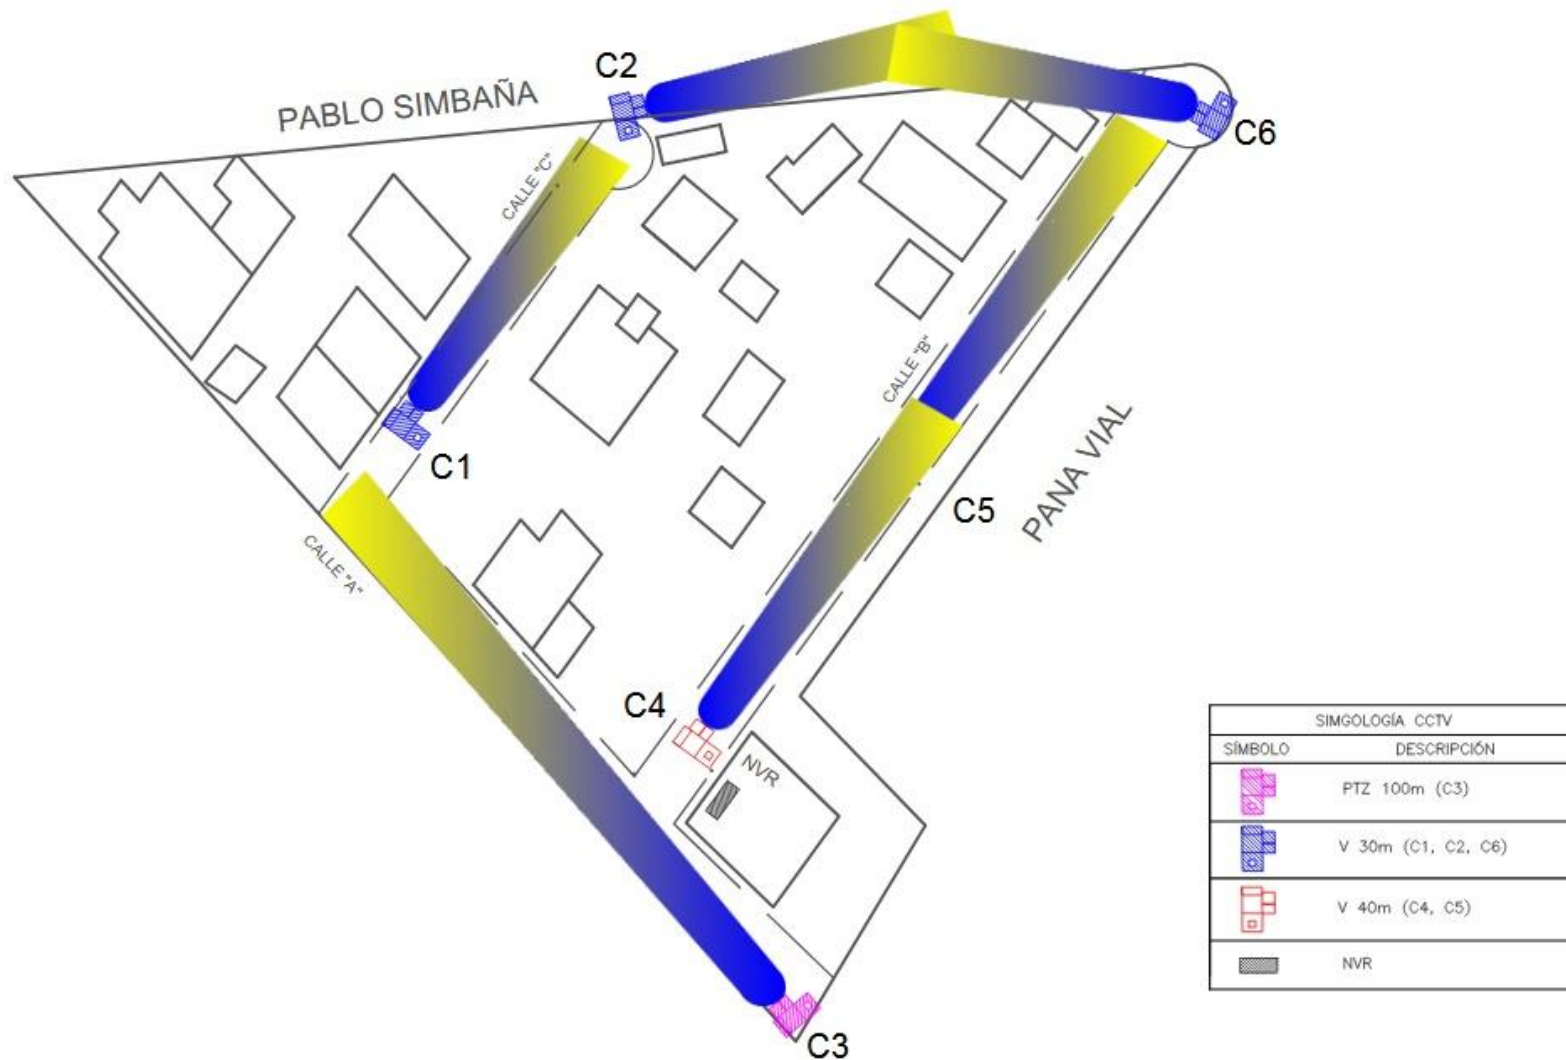 C2
PABLO SIMBAÑA
C6
CALLE "C"
CALLE "B"
C1
C5
PANA VIAL
CALLE "A"
C4
NVR
C3
SIMGOLOGÍA CCTV
SÍMBOLO DESCRIPCIÓN
PTZ 100m (C3)
V 30m (C1, C2, C6)
V 40m (C4, C5)
NVR